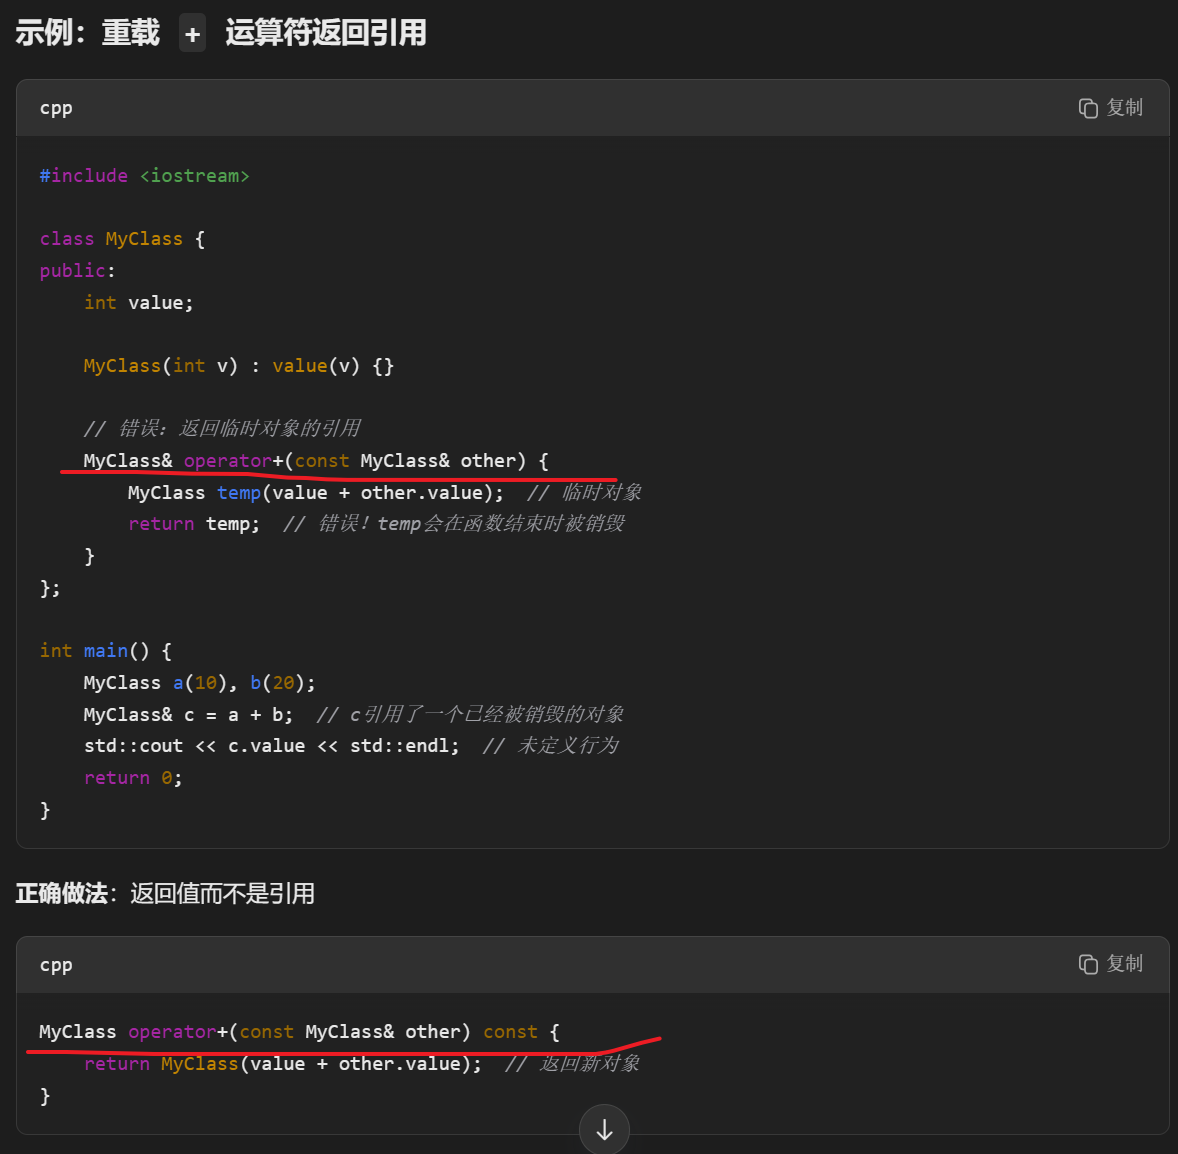 示例：重载 + 运算符返回引用
cpp
复制
#include <iostream>
class MyClass {
public:
    int value;
    MyClass(int v) : value(v) {}
    // 错误：返回临时对象的引用
    MyClass& operator+(const MyClass& other) {
        MyClass temp(value + other.value);  // 临时对象
        return temp;  // 错误！temp会在函数结束时被销毁
    }
};
int main() {
    MyClass a(10), b(20);
    MyClass& c = a + b;  // c引用了一个已经被销毁的对象
    std::cout << c.value << std::endl;  // 未定义行为
    return 0;
}
正确做法：返回值而不是引用
cpp
复制
MyClass operator+(const MyClass& other) const {
    return MyClass(value + other.value);  // 返回新对象
}